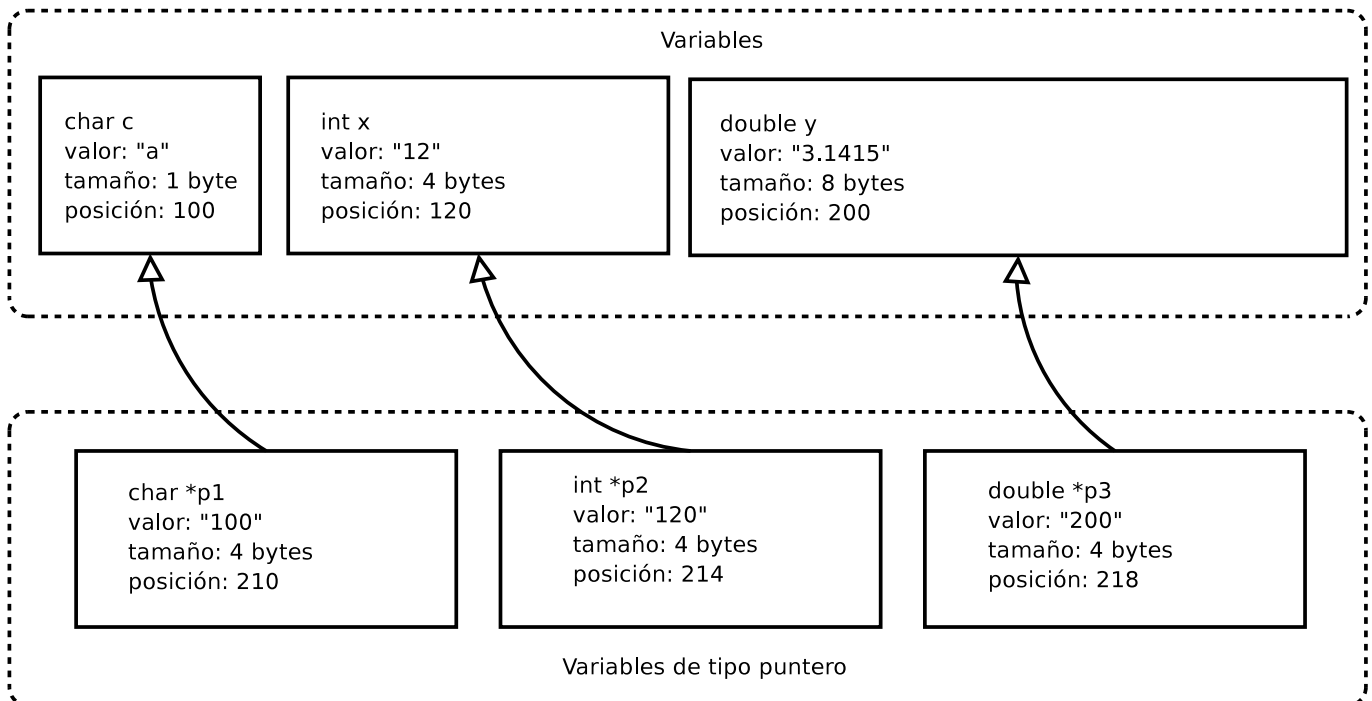 Variables
char c
valor: "a"
tamaño: 1 byte
posición: 100
int x
valor: "12"
tamaño: 4 bytes
posición: 120
double y
valor: "3.1415"
tamaño: 8 bytes
posición: 200
char *p1
valor: "100"
tamaño: 4 bytes
posición: 210
int *p2
valor: "120"
tamaño: 4 bytes
posición: 214
double *p3
valor: "200"
tamaño: 4 bytes
posición: 218
Variables de tipo puntero